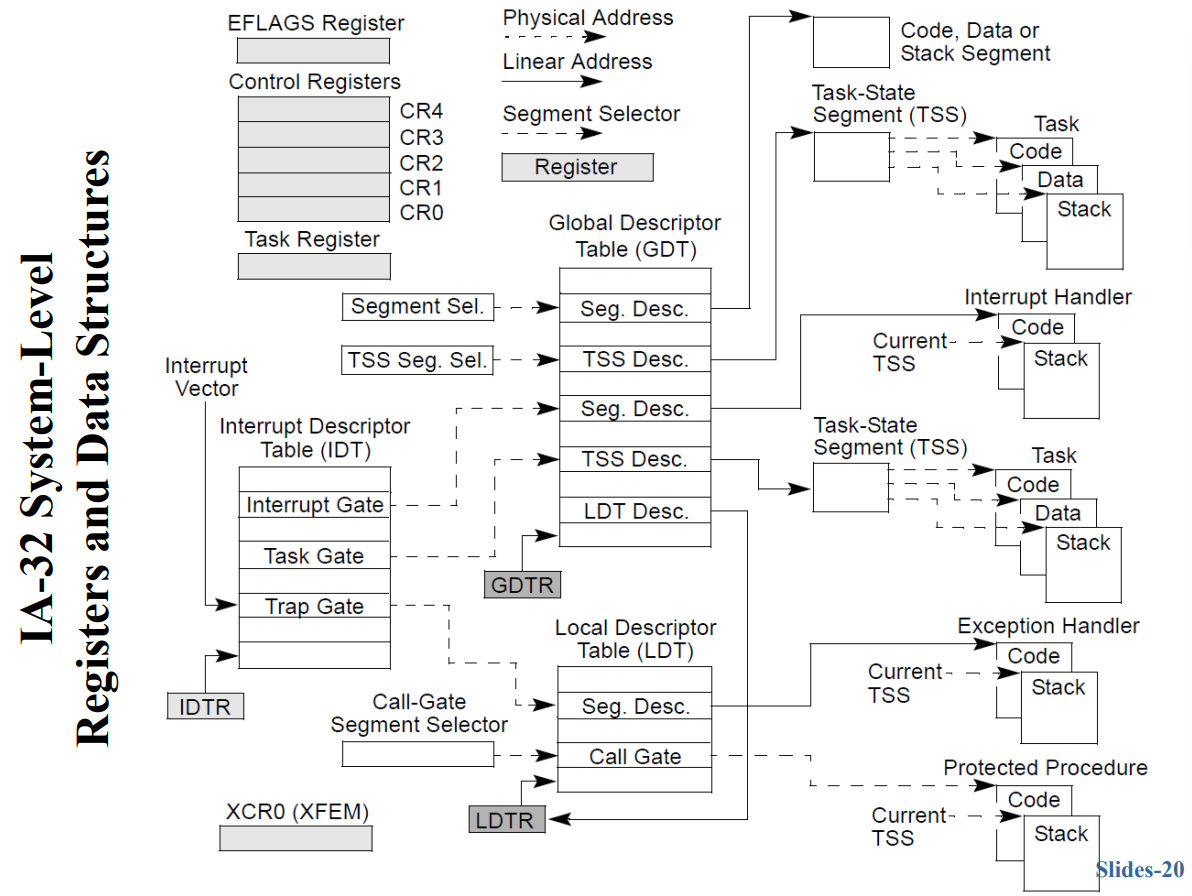 IA-32 System-Level
Registers and Data Structures
EFLAGS Register
Control Registers
CR4
CR3
CR2
CR1
CR0
Task Register
Physical Address
Linear Address
Segment Selector
Register
Code, Data or
Stack Segment
Task-State
Segment (TSS)
Task
Code
Data
Stack
Global Descriptor
Table (GDT)
Segment Sel.
Seg. Desc.
TSS Seg. Sel.
TSS Desc.
Seg. Desc.
TSS Desc.
LDT Desc.
GDTR
Interrupt Handler
Code
Current
TSS
Stack
Interrupt
Vector
Interrupt Descriptor
Table (IDT)
Interrupt Gate
Task Gate
Trap Gate
IDTR
Task-State
Segment (TSS)
Task
Code
Data
Stack
Local Descriptor
Table (LDT)
Seg. Desc.
Call-Gate
Segment Selector
Call Gate
LDTR
Exception Handler
Code
Current
TSS
Stack
Protected Procedure
Code
Current
TSS
Stack
XCR0 (XFEM)
Slides-20